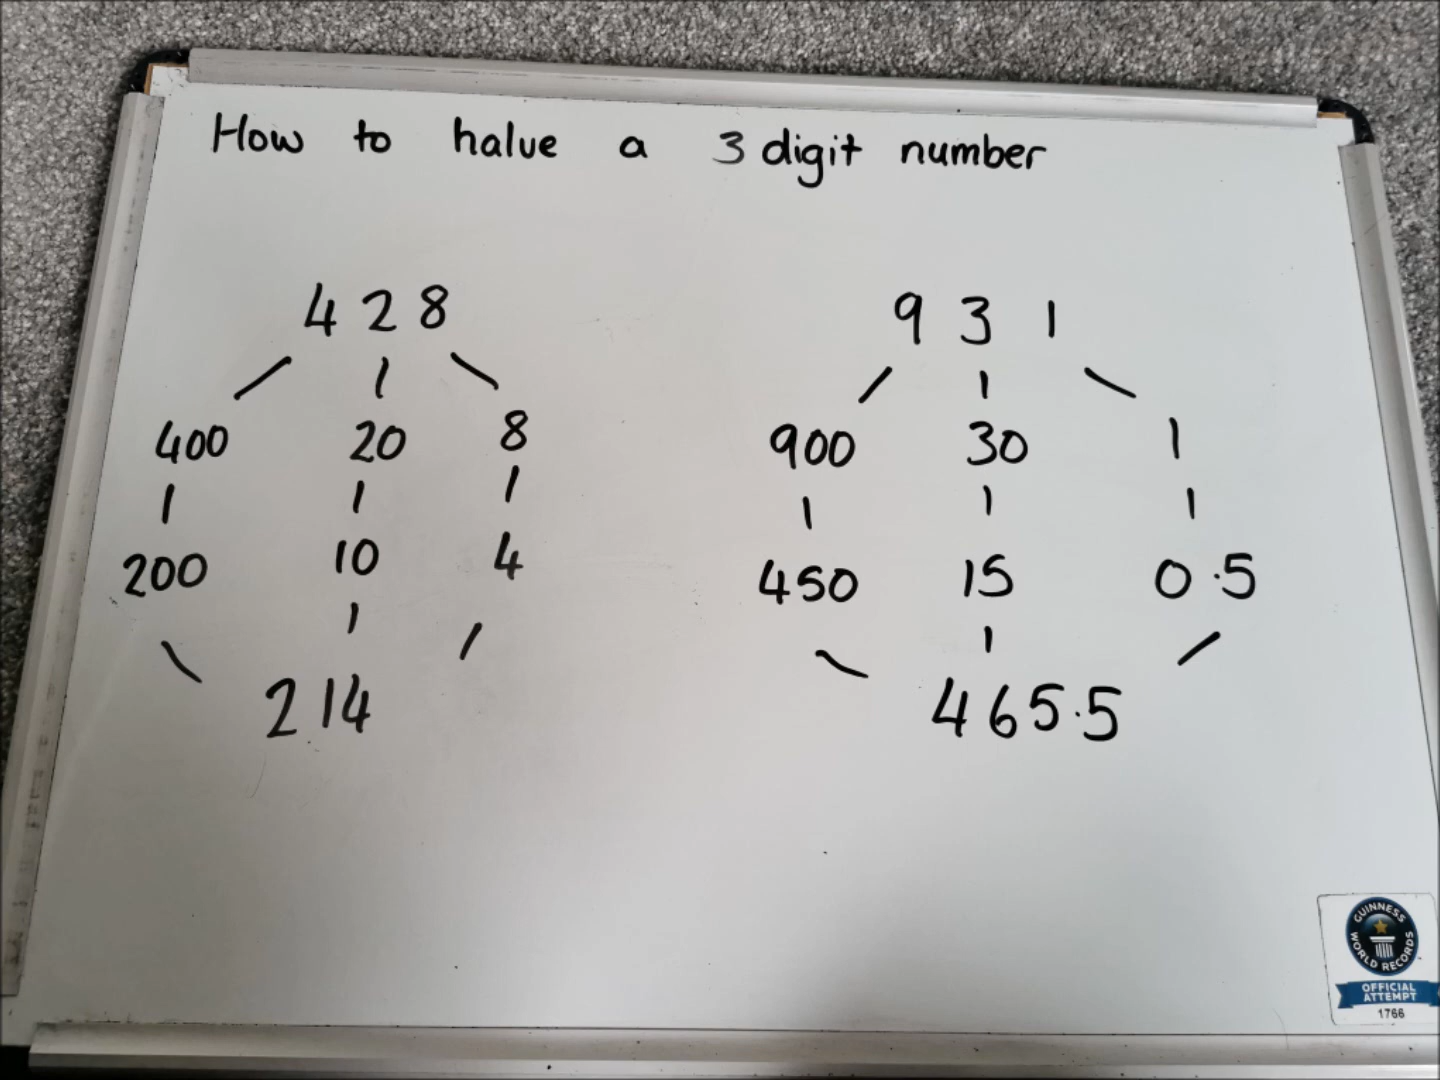 How to halve a 3 digit number
428 931
400 20 8 900 30 1
200 10 4 450 15 0.5
214 465.5
GUINNESS
WORLD RECORDS
OFFICIAL
ATTEMPT
1766